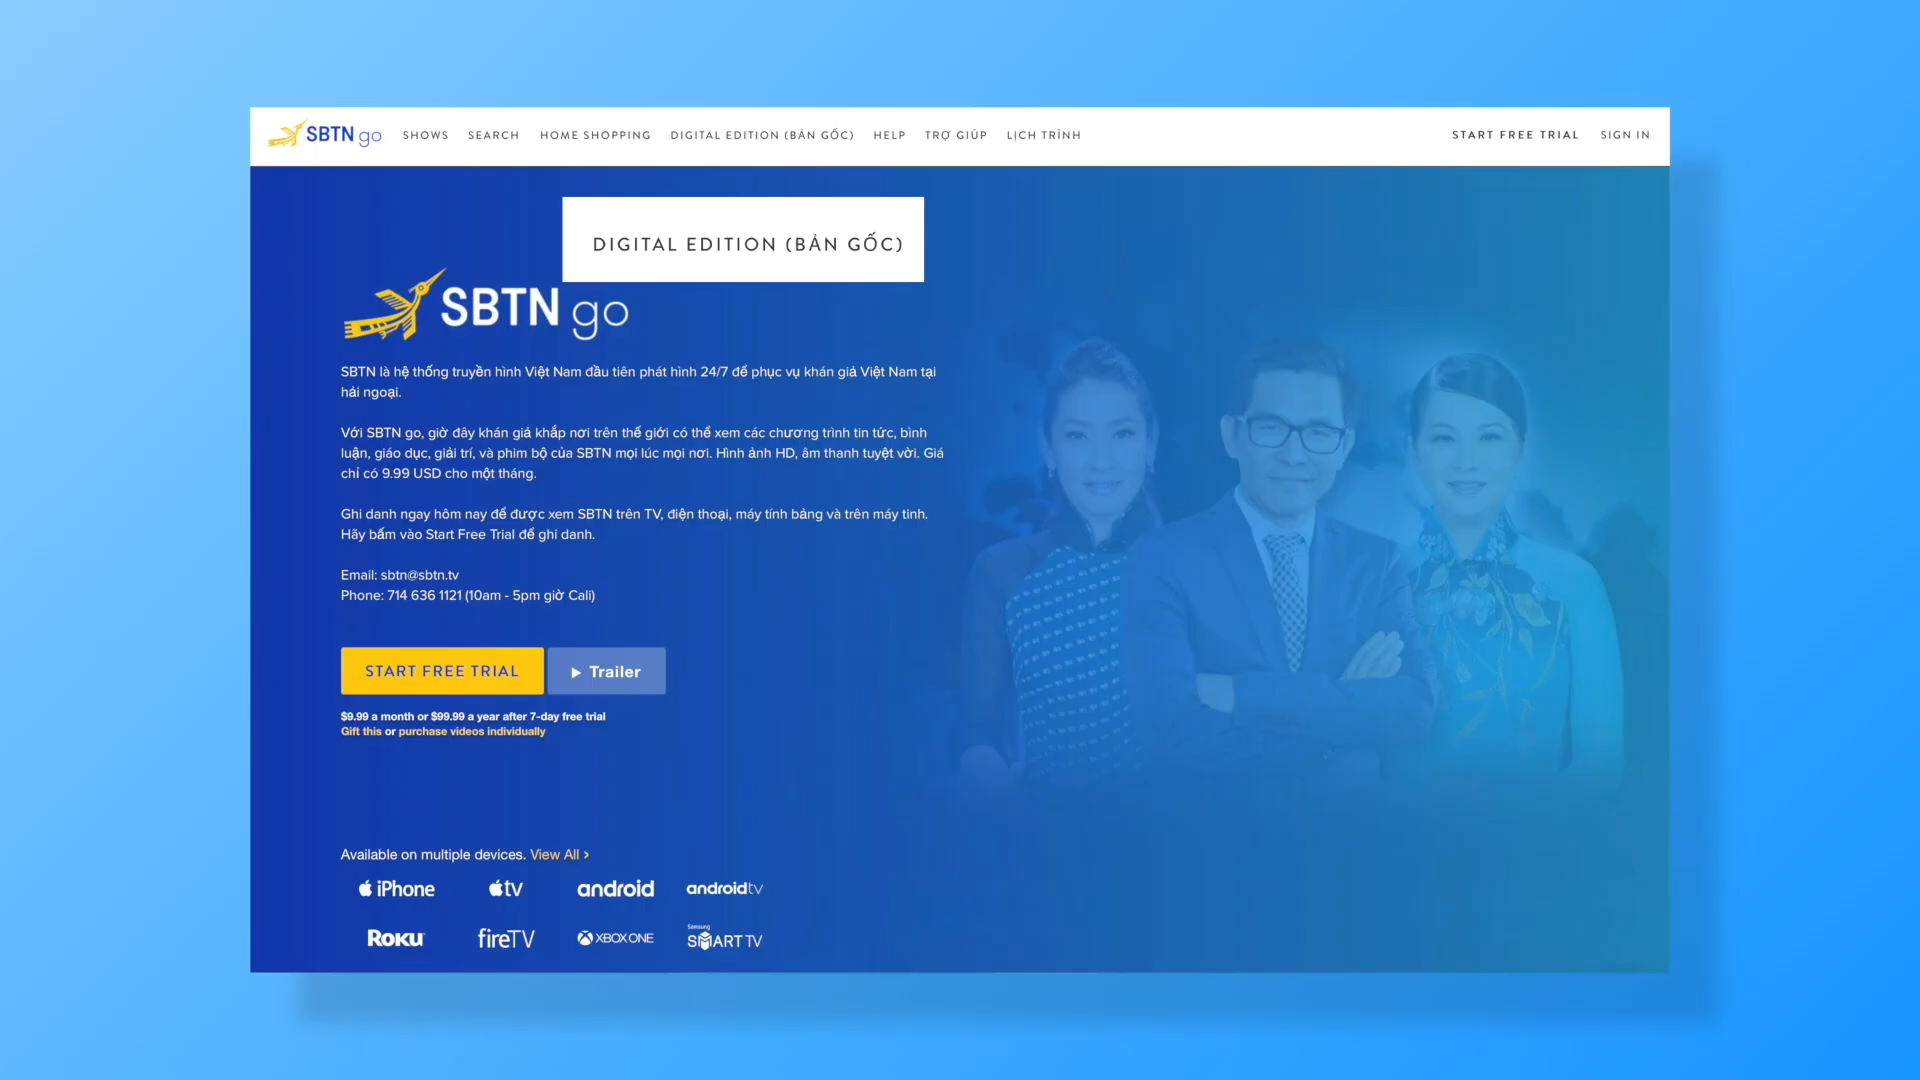 SBTN go SHOWS SEARCH HOME SHOPPING DIGITAL EDITION (BẢN GỐC) HELP TRỢ GIÚP LỊCH TRÌNH START FREE TRIAL SIGN IN
DIGITAL EDITION (BẢN GỐC)
SBTN go
SBTN là hệ thống truyền hình Việt Nam đầu tiên phát hình 24/7 để phục vụ khán giả Việt Nam tại
hải ngoại.
Với SBTN go, giờ đây khán giả khắp nơi trên thế giới có thể xem các chương trình tin tức, bình
luận, giáo dục, giải trí, và phim bộ của SBTN mọi lúc mọi nơi. Hình ảnh HD, âm thanh tuyệt vời. Giá
chỉ có 9.99 USD cho một tháng.
Ghi danh ngay hôm nay để được xem SBTN trên TV, điện thoại, máy tính bảng và trên máy tinh.
Hãy bấm vào Start Free Trial để ghi danh.
Email: sbtn@sbtn.tv
Phone: 714 636 1121 (10am - 5pm giờ Cali)
START FREE TRIAL Trailer
$9.99 a month or $99.99 a year after 7-day free trial
Gift this or purchase videos individually
Available on multiple devices. View All ›
iPhone tv android androidtv
Roku fireTV XBOX ONE Samsung SMART TV